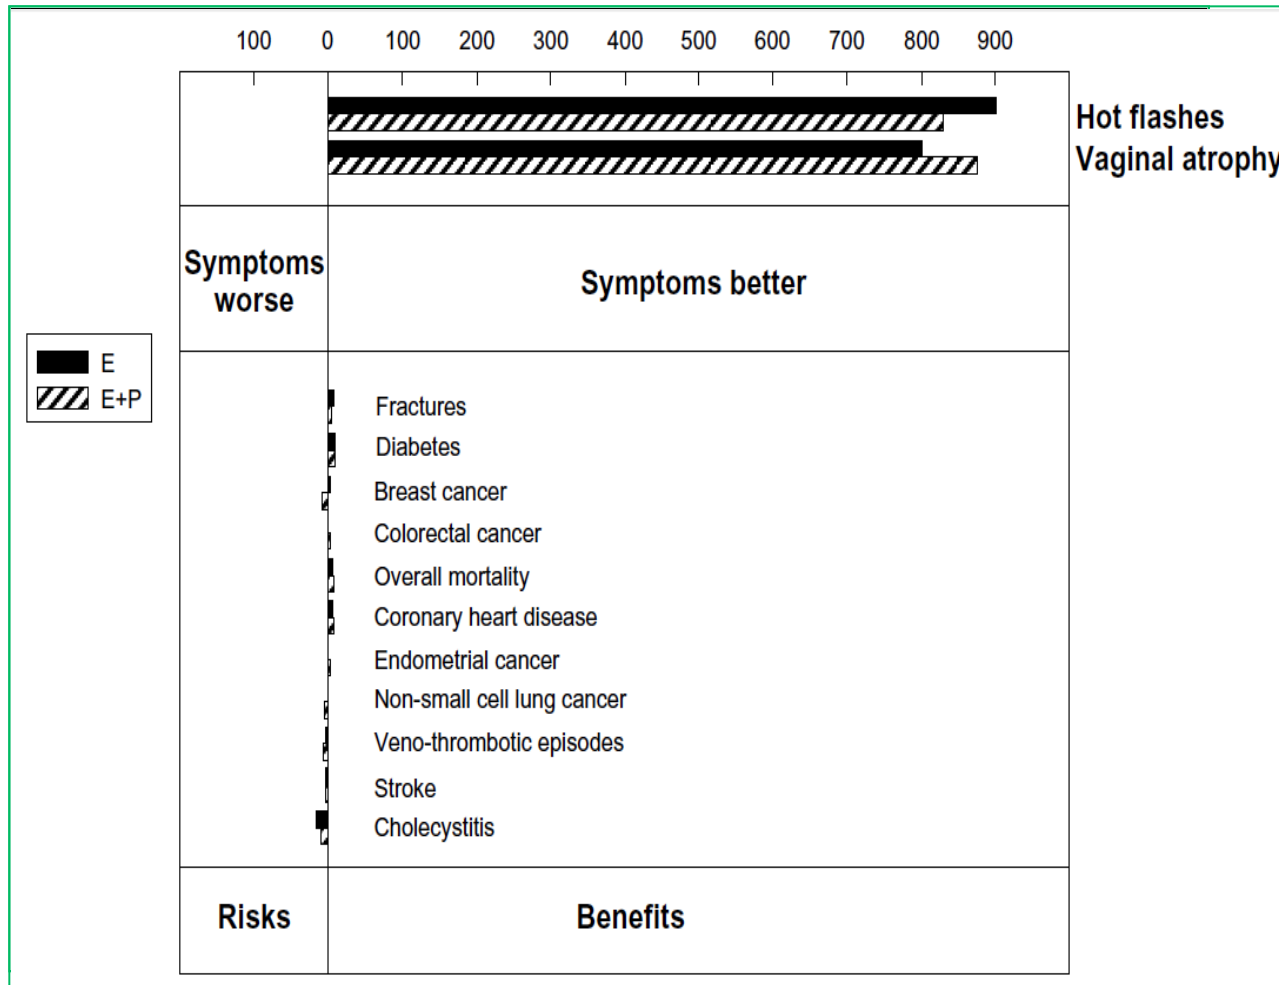 100 0 100 200 300 400 500 600 700 800 900
Hot flashes
Vaginal atrophy
Symptoms
worse
Symptoms better
E
E+P
Fractures
Diabetes
Breast cancer
Colorectal cancer
Overall mortality
Coronary heart disease
Endometrial cancer
Non-small cell lung cancer
Veno-thrombotic episodes
Stroke
Cholecystitis
Risks
Benefits